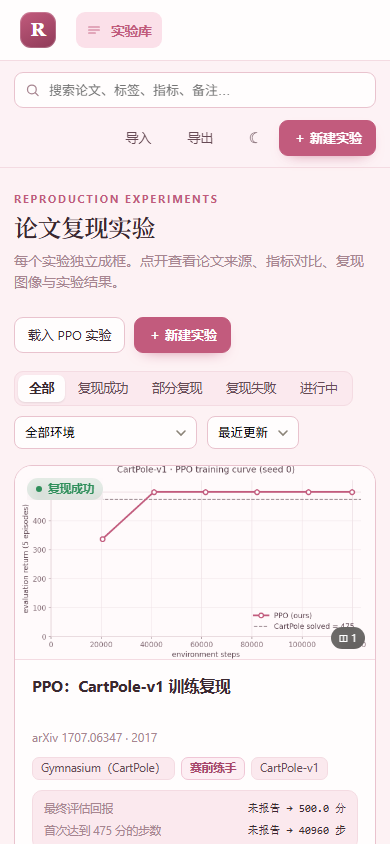 R
实验库
搜索论文、标签、指标、备注...
导入
导出
+ 新建实验
REPRODUCTION EXPERIMENTS
论文复现实验
每个实验独立成框。点开查看论文来源、指标对比、复现
图像与实验结果。
载入 PPO 实验
+ 新建实验
全部
复现成功
部分复现
复现失败
进行中
全部环境
最近更新
CartPole-v1 · PPO training curve (seed 0)
复现成功
evaluation return (5 episodes)
400
300
200
100
0
0
20000
40000
60000
80000
100000
environment steps
PPO (ours)
CartPole solved = 475
1
PPO：CartPole-v1 训练复现
arXiv 1707.06347 · 2017
Gymnasium（CartPole）
赛前练手
CartPole-v1
最终评估回报
未报告 → 500.0 分
首次达到 475 分的步数
未报告 → 40960 步